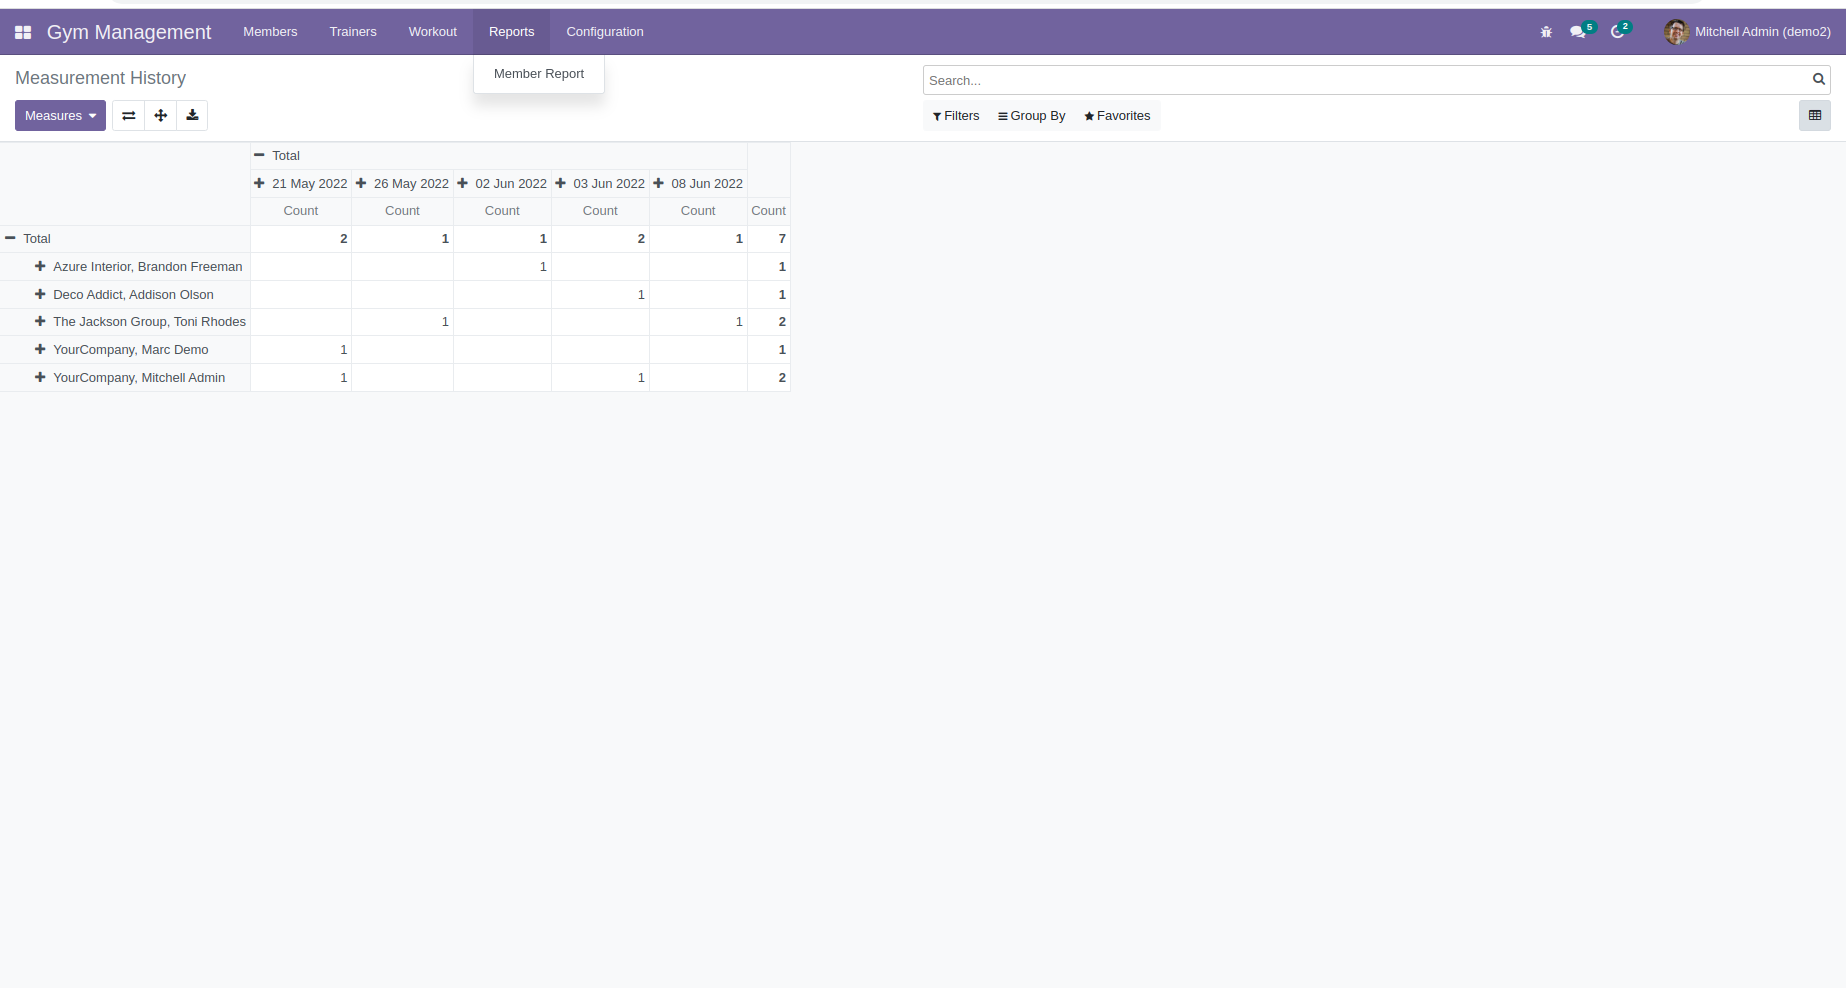 Gym Management Members Trainers Workout Reports Configuration 5 2 Mitchell Admin (demo2)
Measurement History Member Report Search...
Measures Filters Group By Favorites
Total
21 May 2022 26 May 2022 02 Jun 2022 03 Jun 2022 08 Jun 2022
Count Count Count Count Count Count
Total 2 1 1 2 1 7
Azure Interior, Brandon Freeman 1 1
Deco Addict, Addison Olson 1 1
The Jackson Group, Toni Rhodes 1 1 2
YourCompany, Marc Demo 1 1
YourCompany, Mitchell Admin 1 1 2